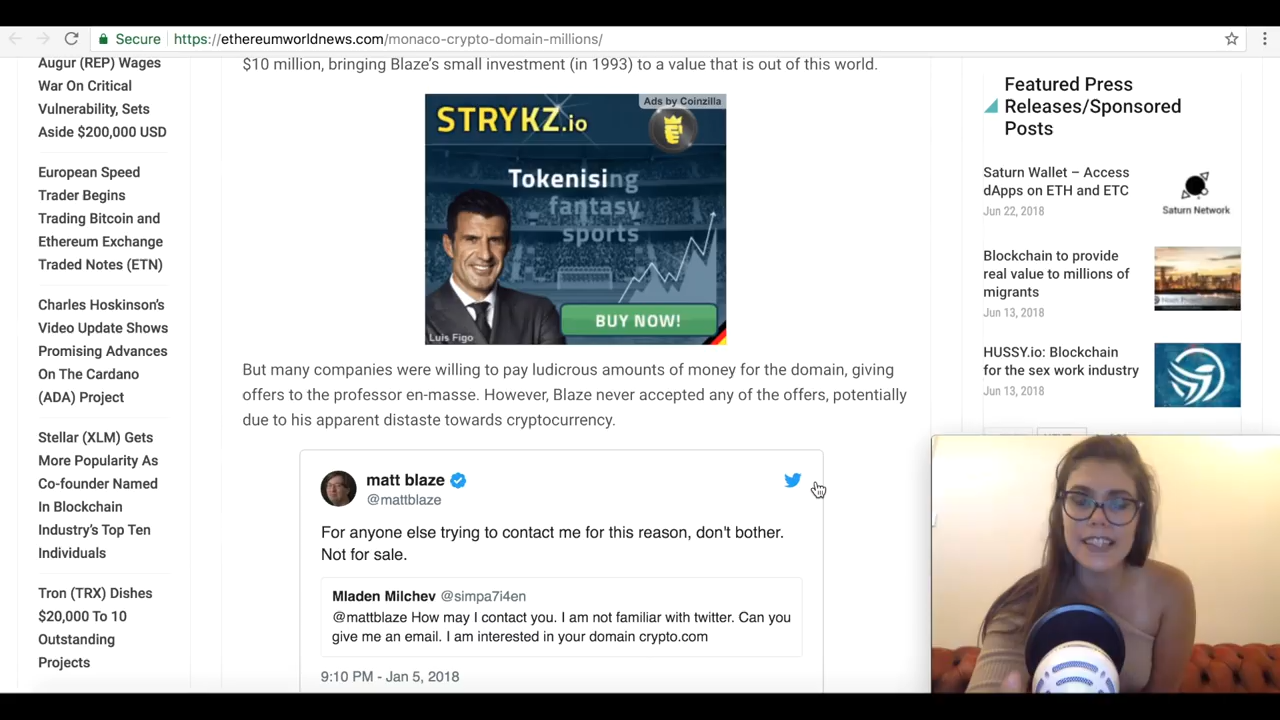 Secure
https://ethereumworldnews.com/monaco-crypto-domain-millions/
Augur (REP) Wages
War On Critical
Vulnerability, Sets
Aside $200,000 USD
European Speed
Trader Begins
Trading Bitcoin and
Ethereum Exchange
Traded Notes (ETN)
Charles Hoskinson's
Video Update Shows
Promising Advances
On The Cardano
(ADA) Project
Stellar (XLM) Gets
More Popularity As
Co-founder Named
In Blockchain
Industry's Top Ten
Individuals
Tron (TRX) Dishes
$20,000 To 10
Outstanding
Projects
$10 million, bringing Blaze's small investment (in 1993) to a value that is out of this world.
Ads by Coinzilla
STRYKZ.io
Tokenising
fantasy
sports
BUY NOW!
Luis Figo
But many companies were willing to pay ludicrous amounts of money for the domain, giving
offers to the professor en-masse. However, Blaze never accepted any of the offers, potentially
due to his apparent distaste towards cryptocurrency.
matt blaze
@mattblaze
For anyone else trying to contact me for this reason, don't bother.
Not for sale.
Mladen Milchev @simpa7i4en
@mattblaze How may I contact you. I am not familiar with twitter. Can you
give me an email. I am interested in your domain crypto.com
9:10 PM - Jan 5, 2018
Featured Press
Releases/Sponsored
Posts
Saturn Wallet – Access
dApps on ETH and ETC
Jun 22, 2018
Saturn Network
Blockchain to provide
real value to millions of
migrants
Jun 13, 2018
HUSSY.io: Blockchain
for the sex work industry
Jun 13, 2018